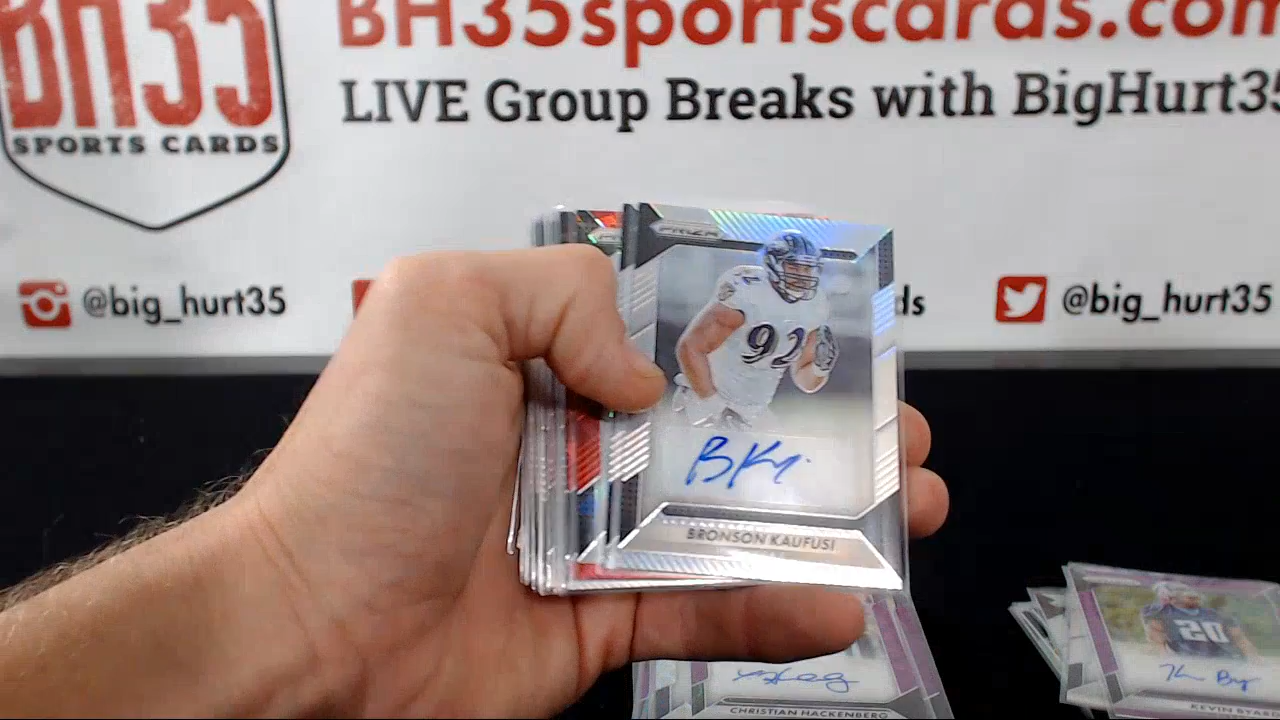 BH35
SPORTS CARDS
BH35sportscards.com
LIVE Group Breaks with BigHurt35
@big_hurt35
ds
@big_hurt35
PRIZM
92
BRONSON KAUFUSI
CHRISTIAN HACKENBERG
20
KEVIN BYARD